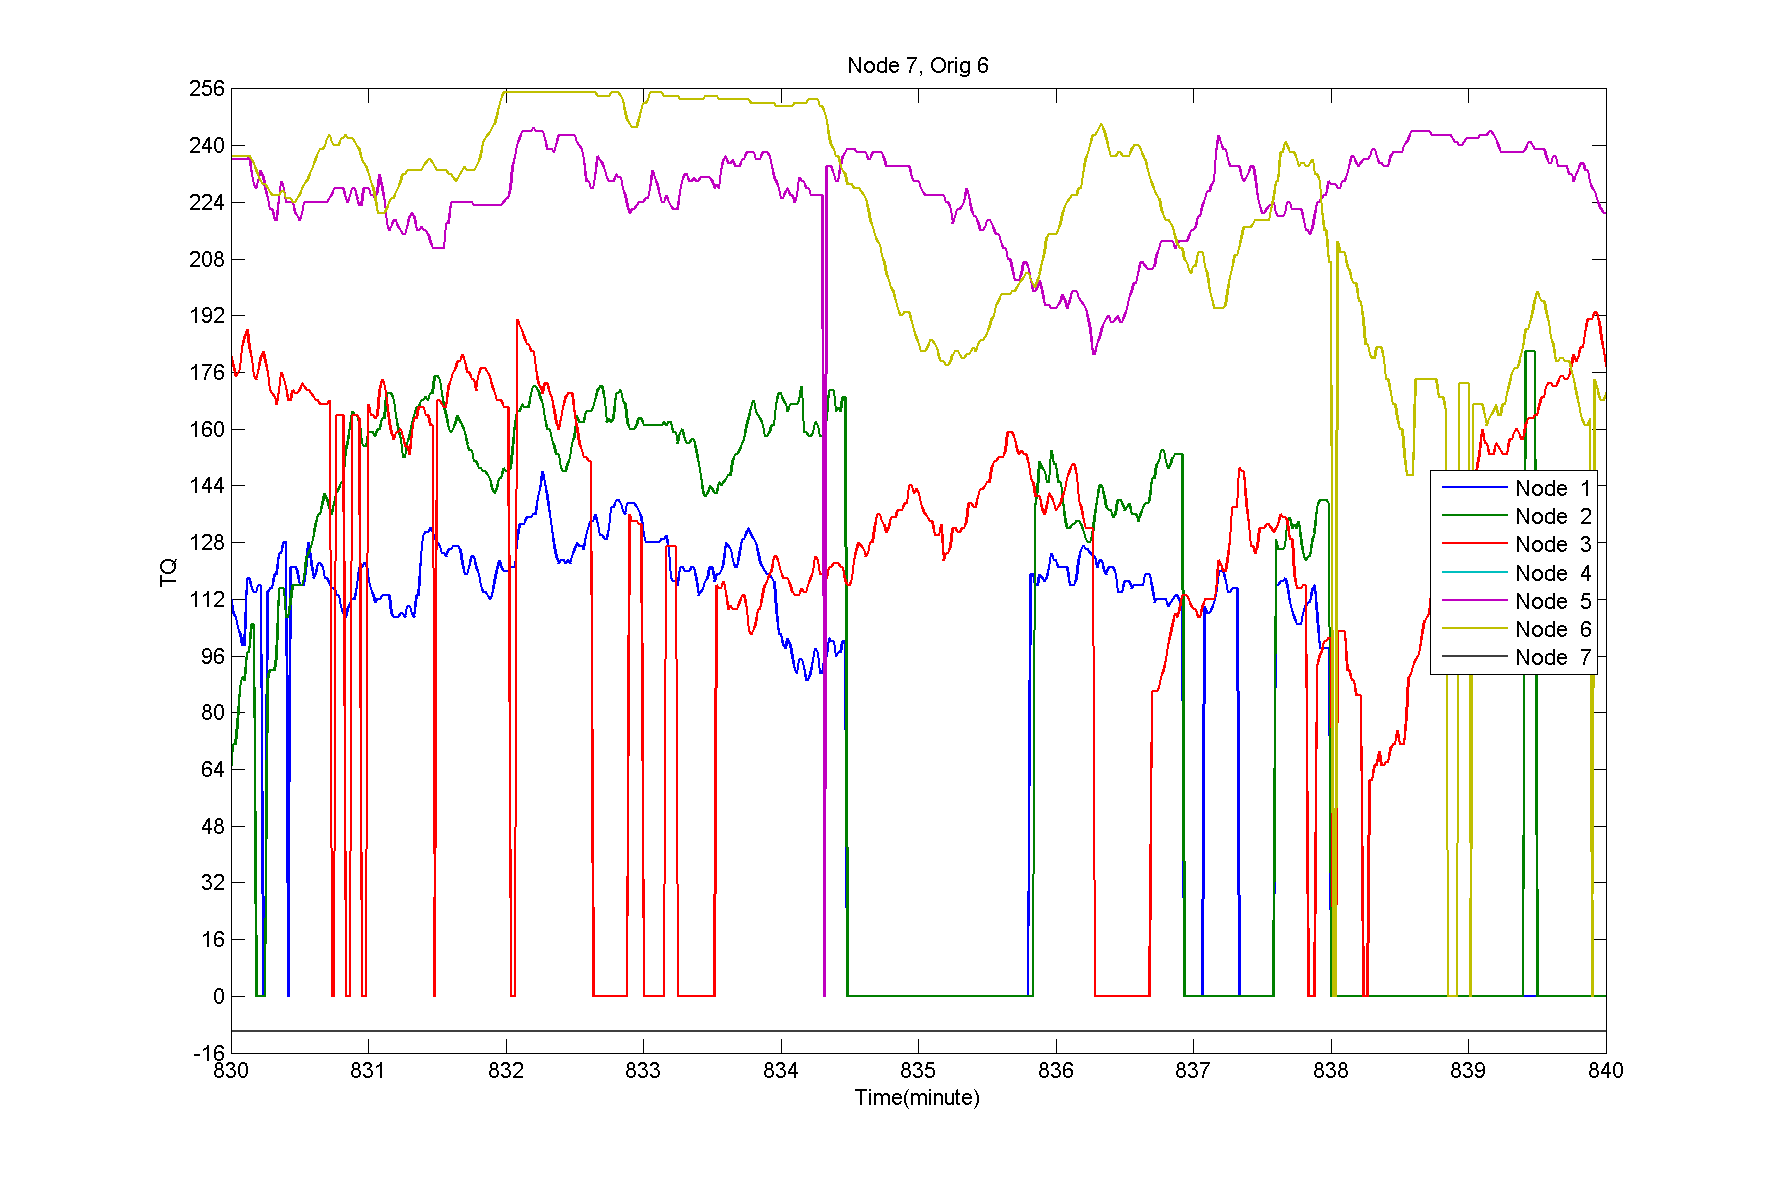 Node 7, Orig 6
256
240
224
208
192
176
160
144
128
112
96
80
64
48
32
16
0
-16
TQ
830 831 832 833 834 835 836 837 838 839 840
Time(minute)
Node 1
Node 2
Node 3
Node 4
Node 5
Node 6
Node 7